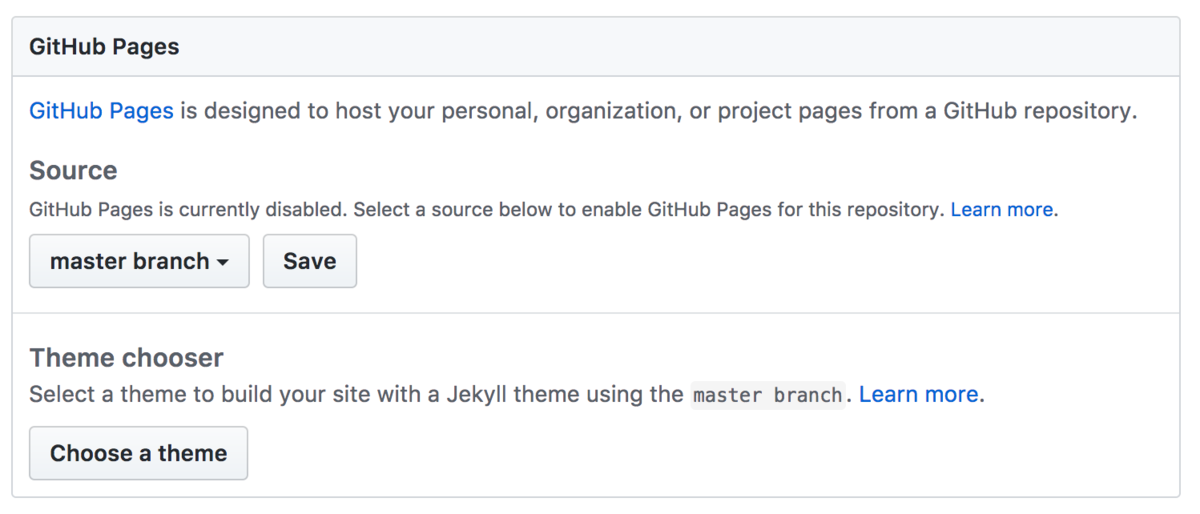 GitHub Pages
GitHub Pages is designed to host your personal, organization, or project pages from a GitHub repository.
Source
GitHub Pages is currently disabled. Select a source below to enable GitHub Pages for this repository. Learn more.
master branch Save
Theme chooser
Select a theme to build your site with a Jekyll theme using the master branch. Learn more.
Choose a theme